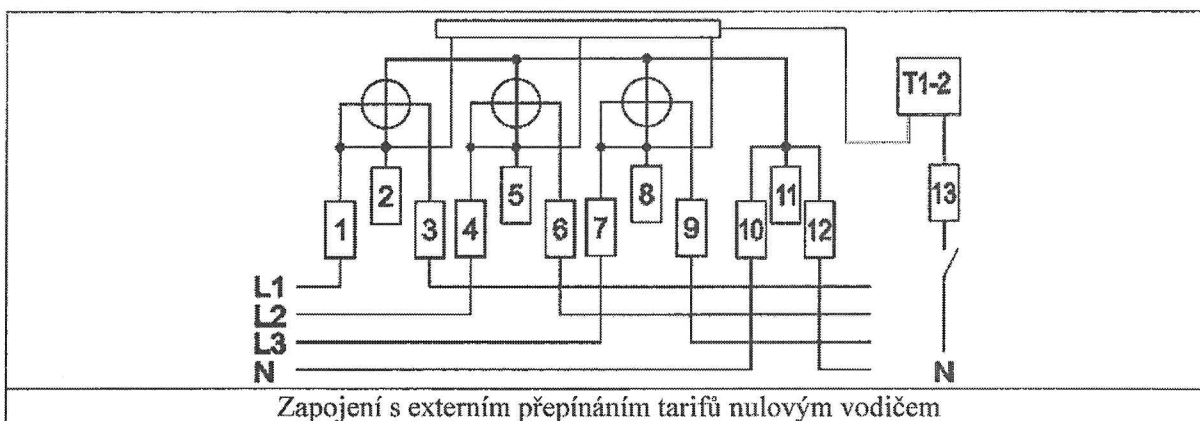 T1-2
2 5 8 11 13
1 3 4 6 7 9 10 12
L1
L2
L3
N N
Zapojení s externím přepínáním tarifů nulovým vodičem